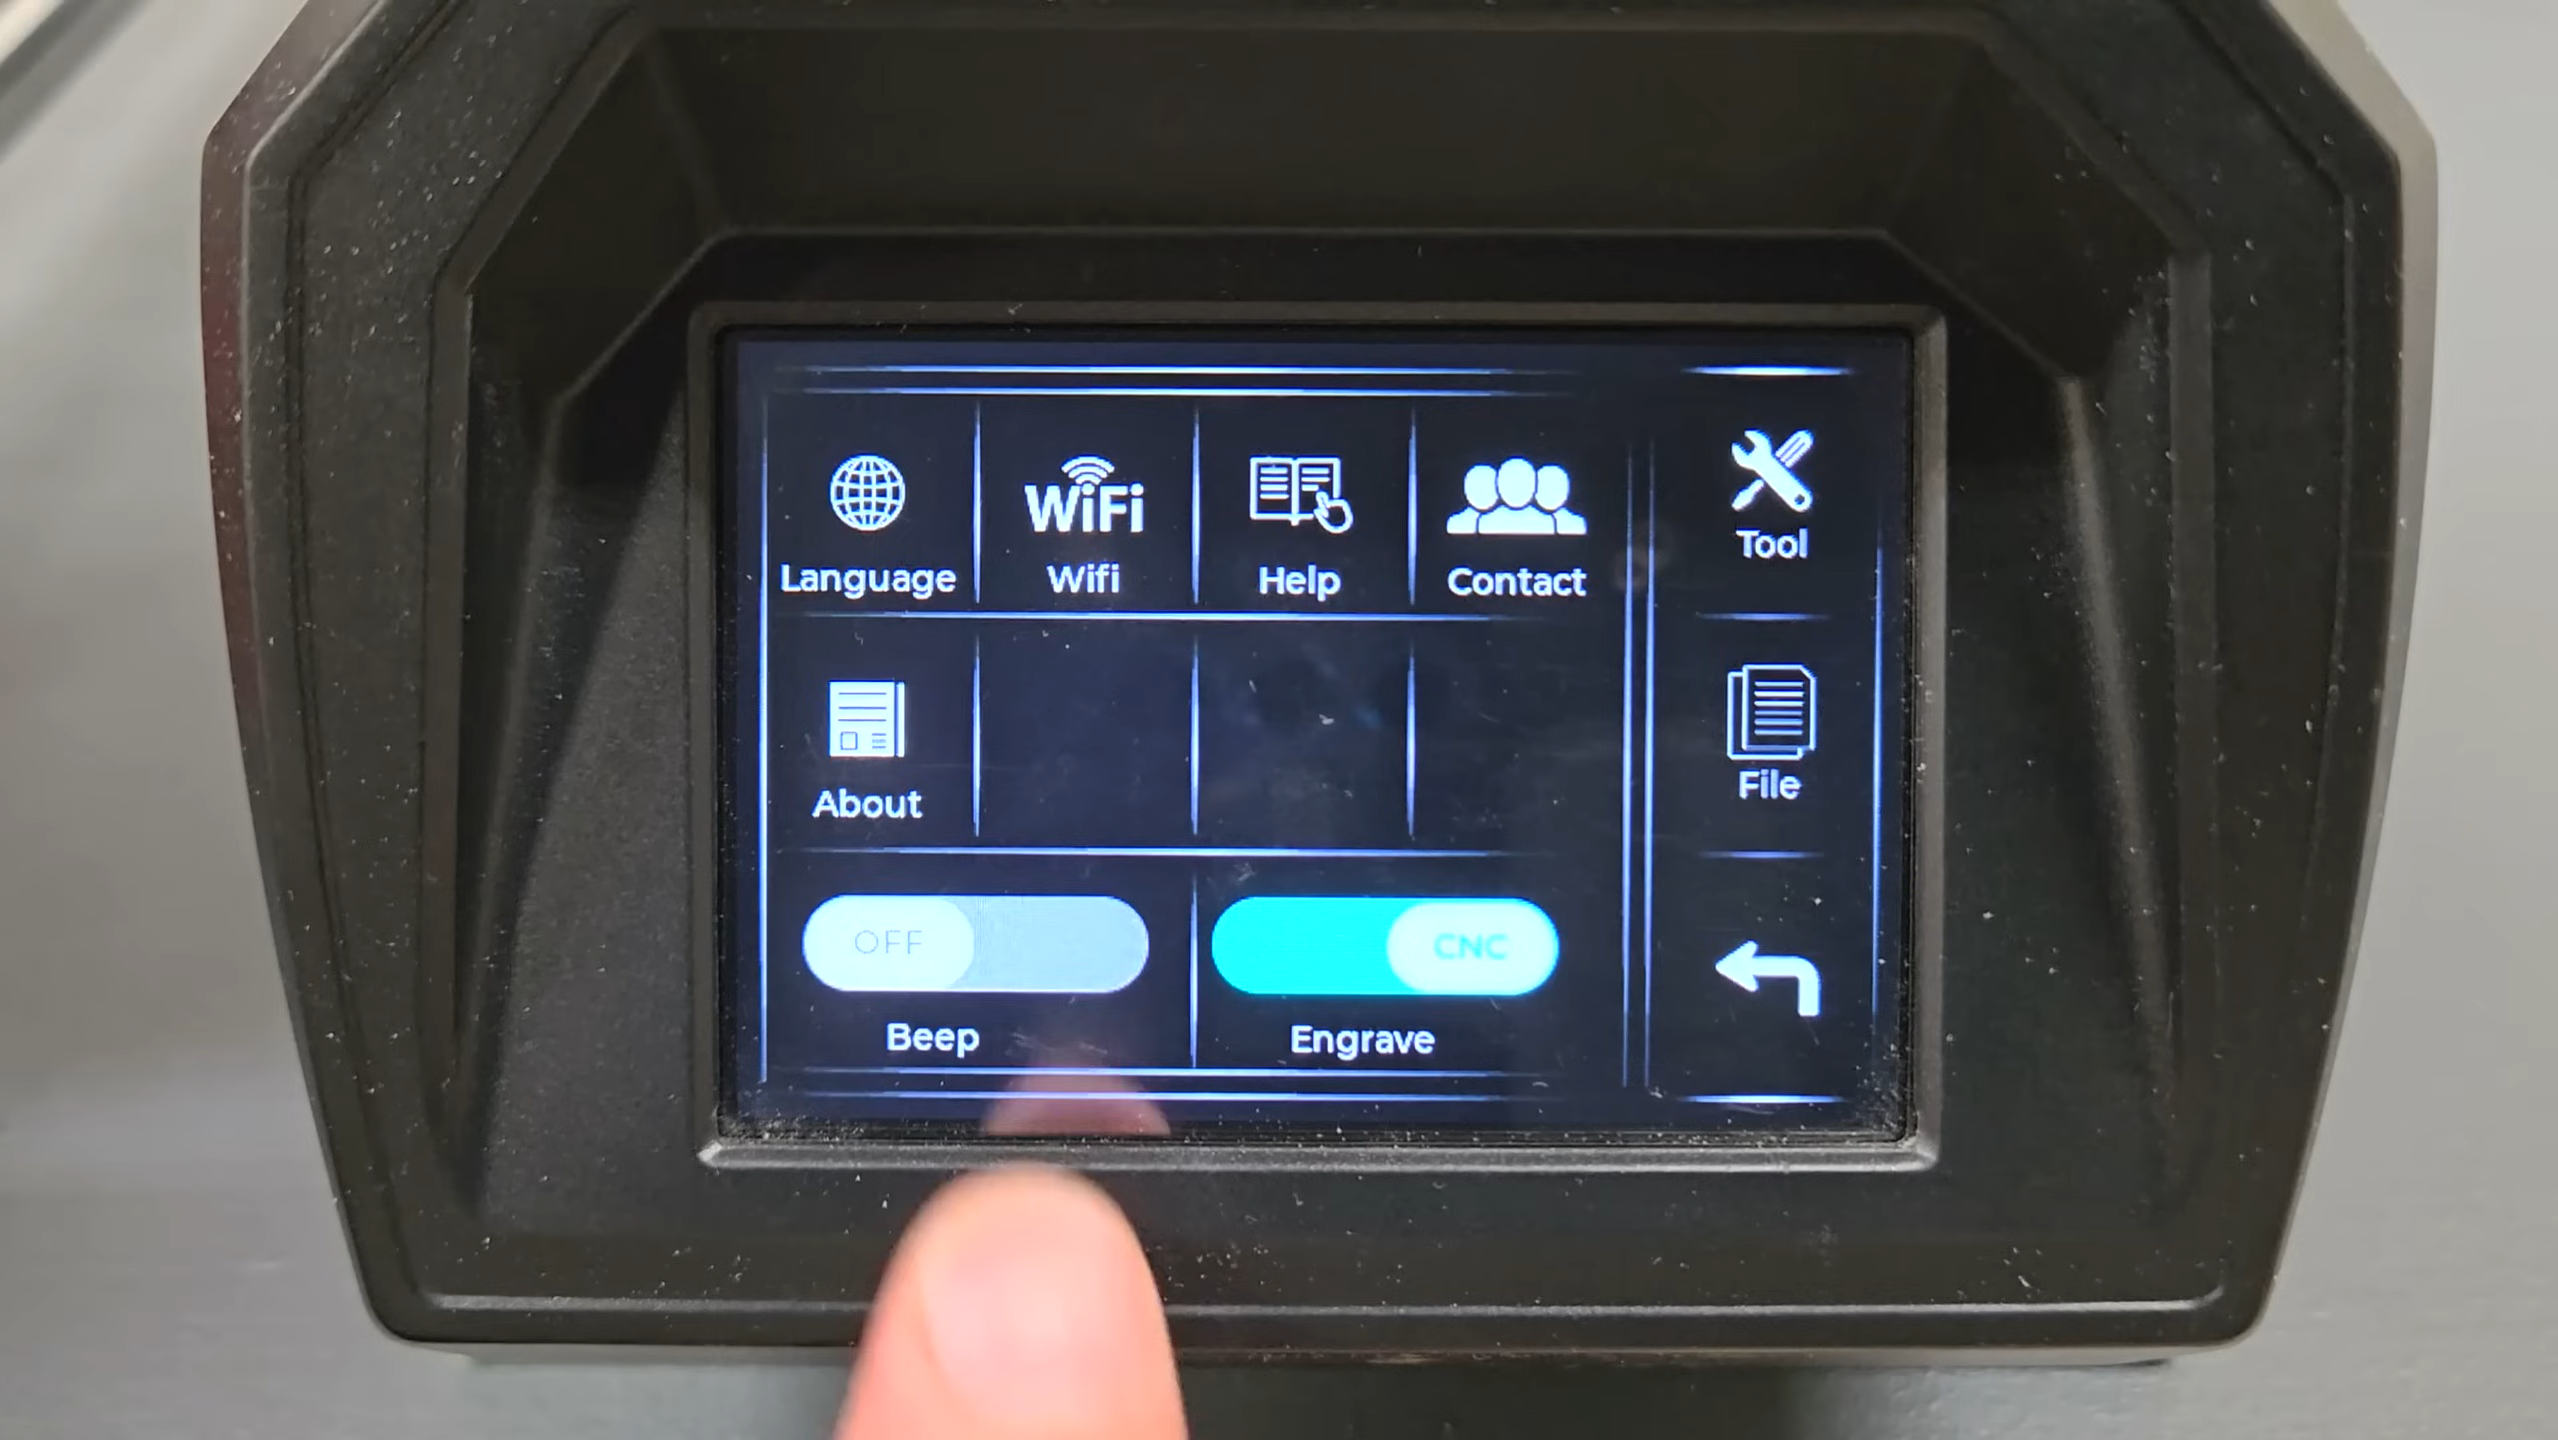 WiFi
Language
Wifi
Help
Contact
Tool
About
File
OFF
CNC
Beep
Engrave